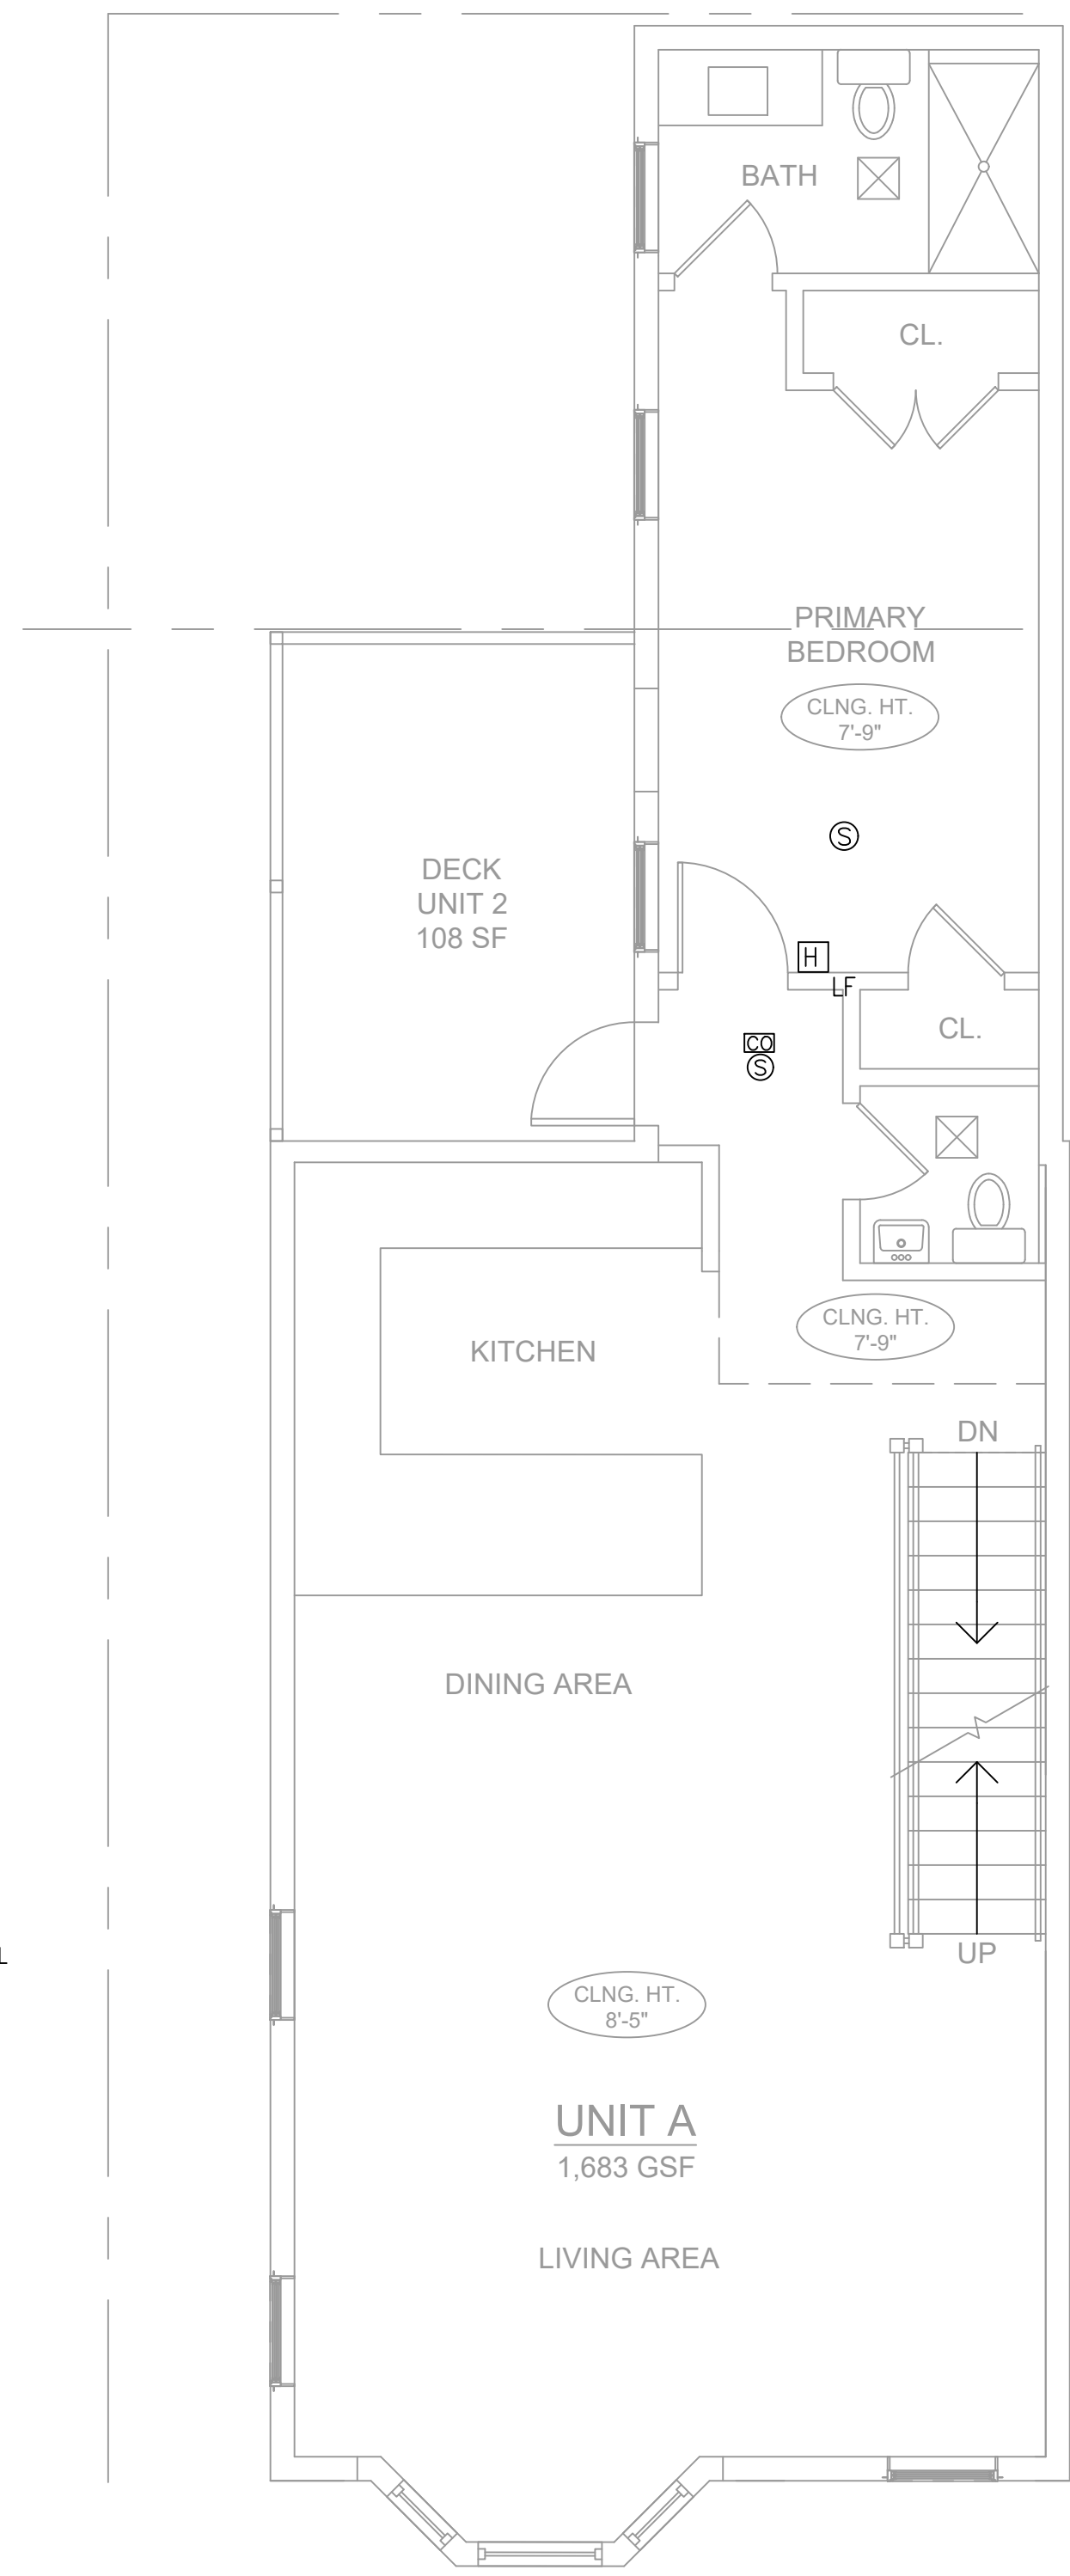 BATH
CL.
PRIMARY
BEDROOM
CLNG. HT.
7'-9"
S
DECK
UNIT 2
108 SF
H
LF
CO
S
CL.
KITCHEN
CLNG. HT.
7'-9"
DN
DINING AREA
UP
L
CLNG. HT.
8'-5"
UNIT A
1,683 GSF
LIVING AREA